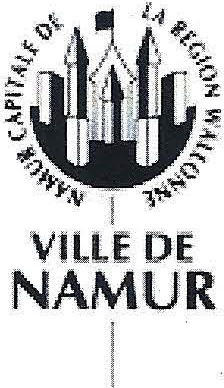 NAMUR CAPITALE DE LA REGION WALLONNE
VILLE DE
NAMUR